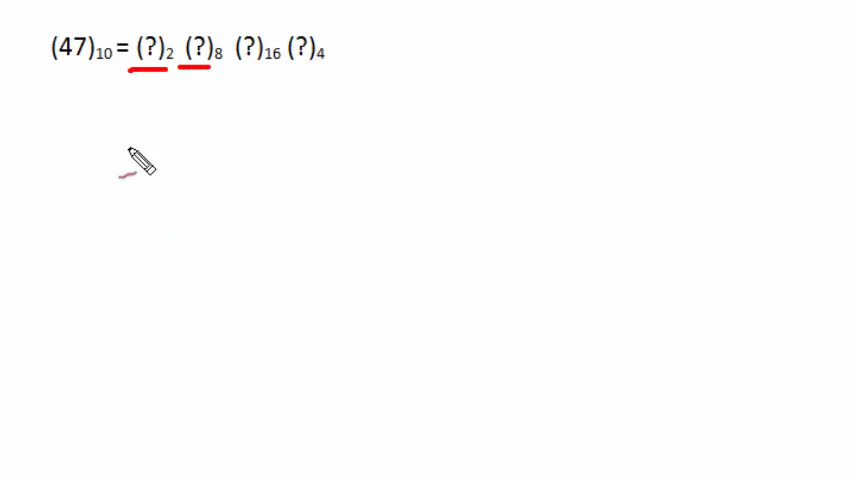 (47)₁₀ = (?)₂ (?)₈ (?)₁₆ (?)₄